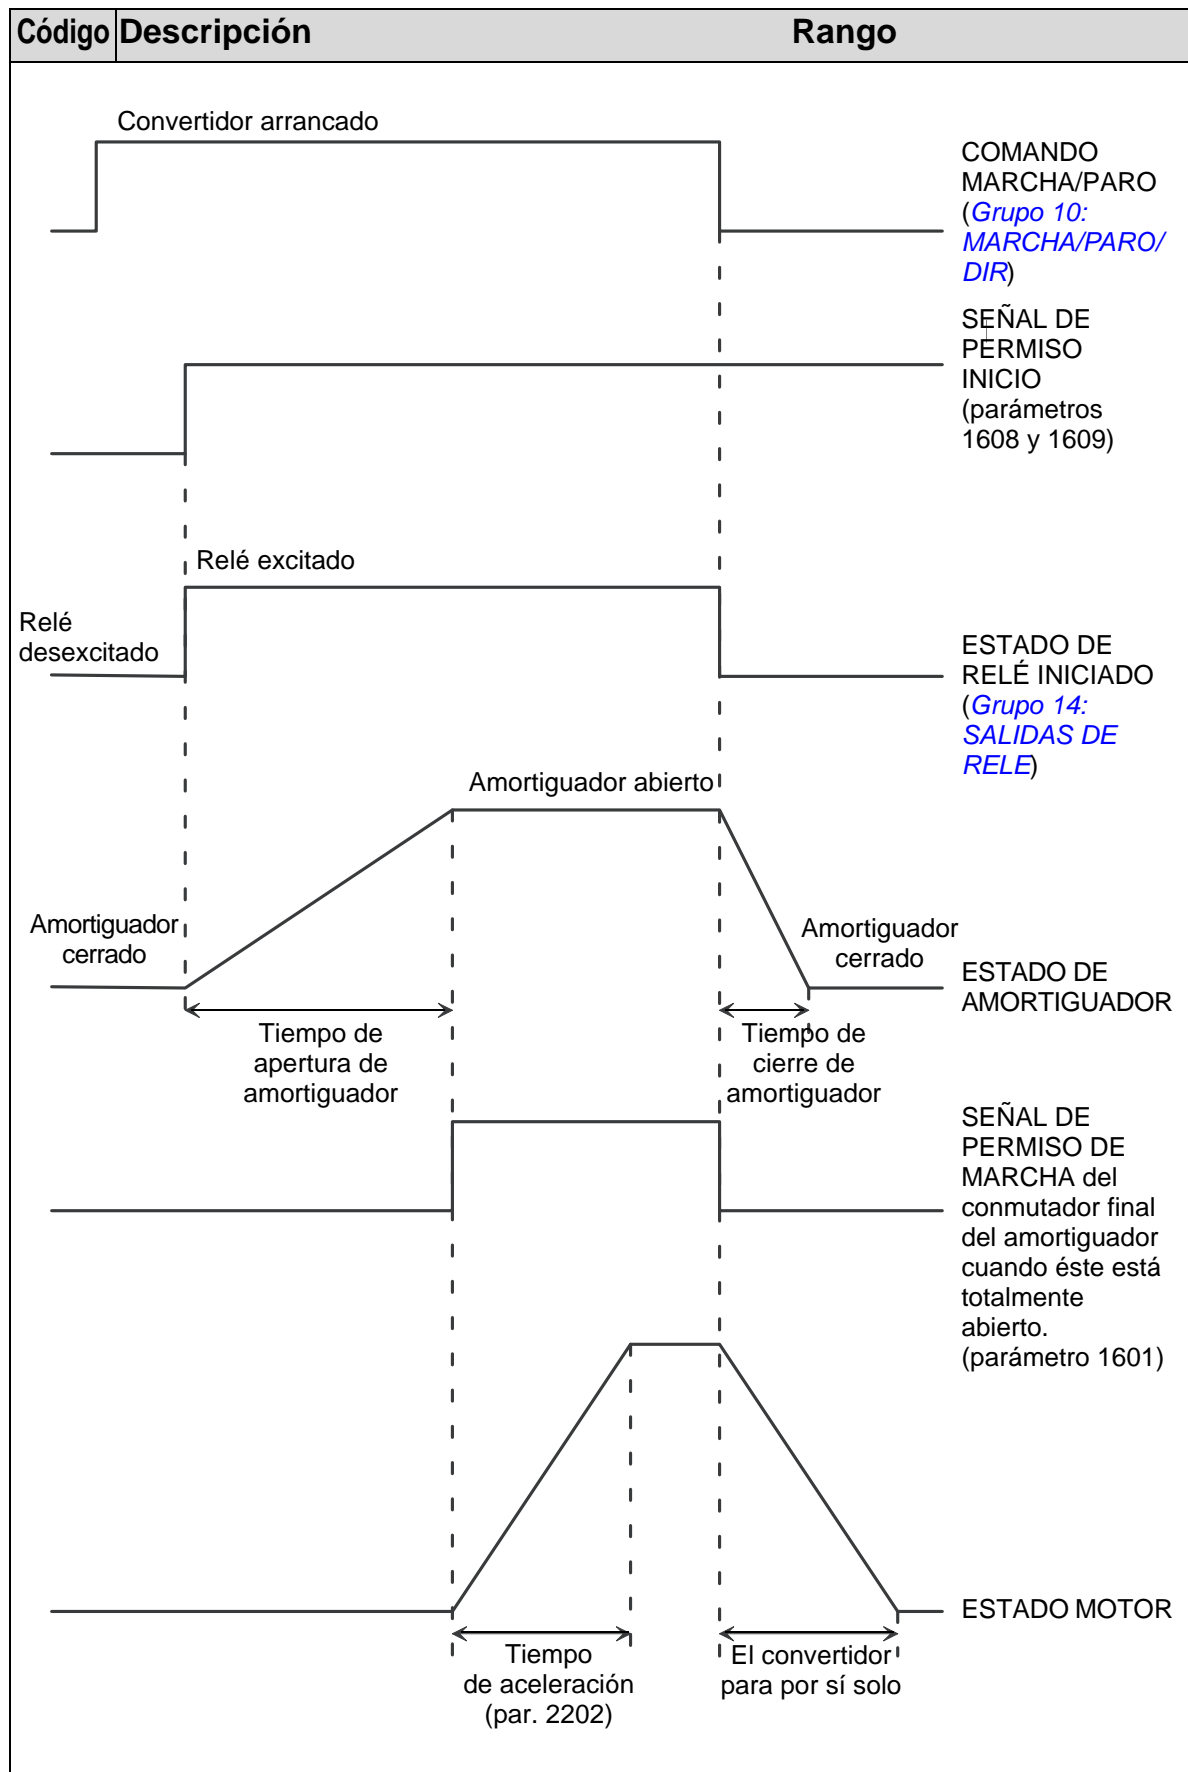 Código Descripción Rango
Convertidor arrancado
COMANDO
MARCHA/PARO
(Grupo 10:
MARCHA/PARO/
DIR)
SEÑAL DE
PERMISO
INICIO
(parámetros
1608 y 1609)
Relé excitado
Relé
desexcitado
ESTADO DE
RELÉ INICIADO
(Grupo 14:
SALIDAS DE
RELE)
Amortiguador abierto
Amortiguador
cerrado
Amortiguador
cerrado
ESTADO DE
AMORTIGUADOR
Tiempo de
apertura de
amortiguador
Tiempo de
cierre de
amortiguador
SEÑAL DE
PERMISO DE
MARCHA del
conmutador final
del amortiguador
cuando éste está
totalmente
abierto.
(parámetro 1601)
ESTADO MOTOR
Tiempo
de aceleración
(par. 2202)
El convertidor
para por sí solo